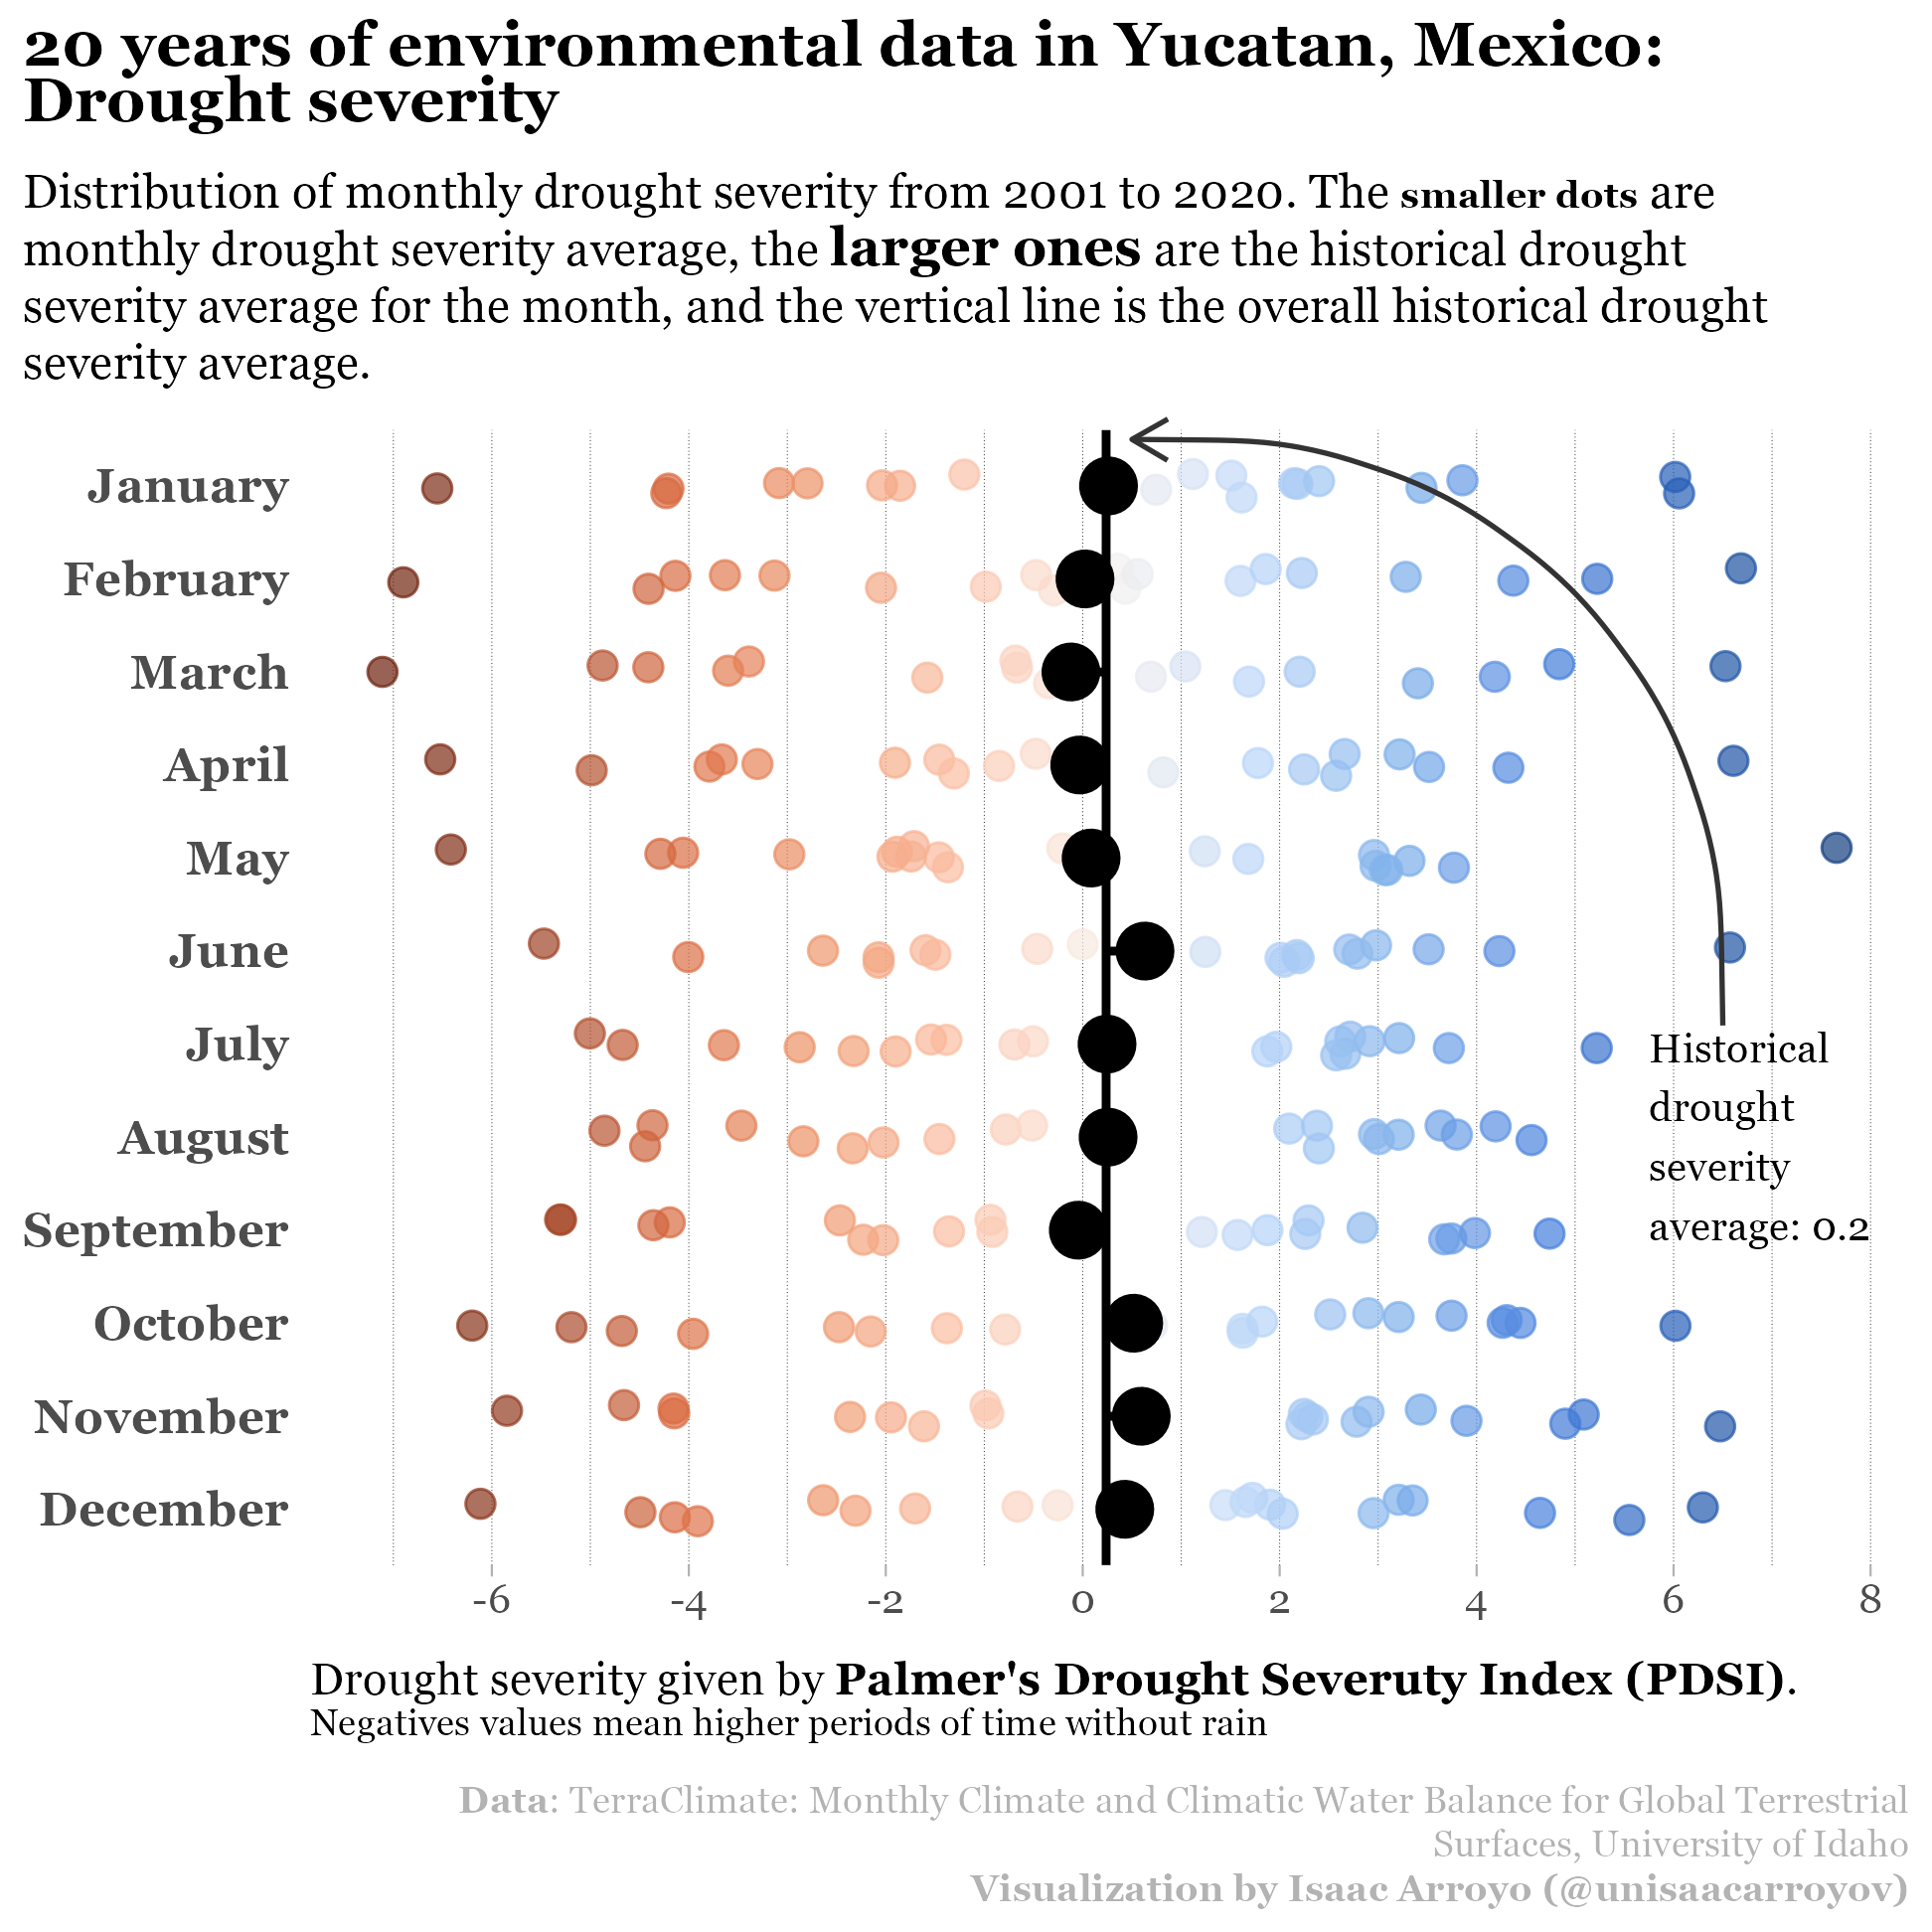 20 years of environmental data in Yucatan, Mexico:
Drought severity
Distribution of monthly drought severity from 2001 to 2020. The smaller dots are
monthly drought severity average, the larger ones are the historical drought
severity average for the month, and the vertical line is the overall historical drought
severity average.
January
February
March
April
May
June
July
August
September
October
November
December
Historical
drought
severity
average: 0.2
-6 -4 -2 0 2 4 6 8
Drought severity given by Palmer's Drought Severuty Index (PDSI).
Negatives values mean higher periods of time without rain
Data: TerraClimate: Monthly Climate and Climatic Water Balance for Global Terrestrial
Surfaces, University of Idaho
Visualization by Isaac Arroyo (@unisaacarroyov)